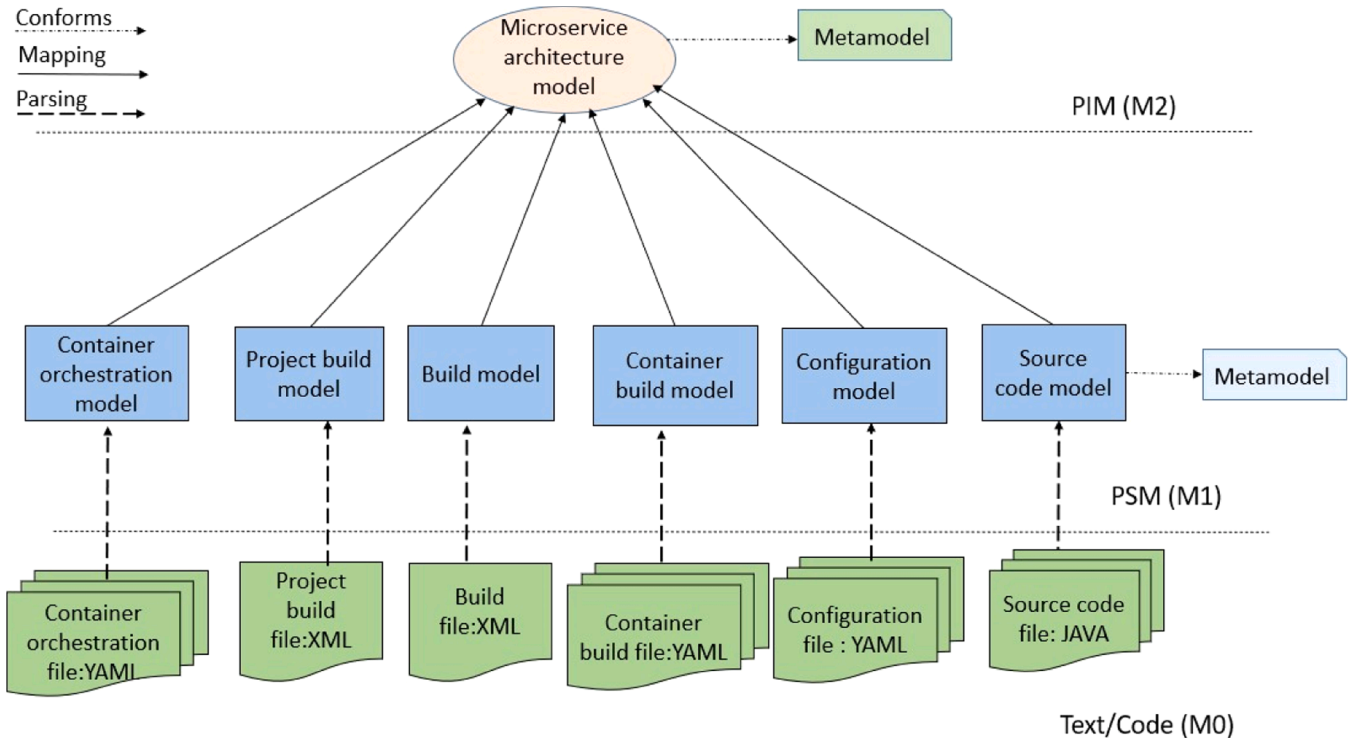 Conforms
Mapping
Parsing
Microservice
architecture
model
Metamodel
PIM (M2)
Container
orchestration
model
Project build
model
Build model
Container
build model
Configuration
model
Source
code model
Metamodel
PSM (M1)
Container
orchestration
file:YAML
Project
build
file:XML
Build
file:XML
Container
build file:YAML
Configuration
file : YAML
Source code
file: JAVA
Text/Code (M0)